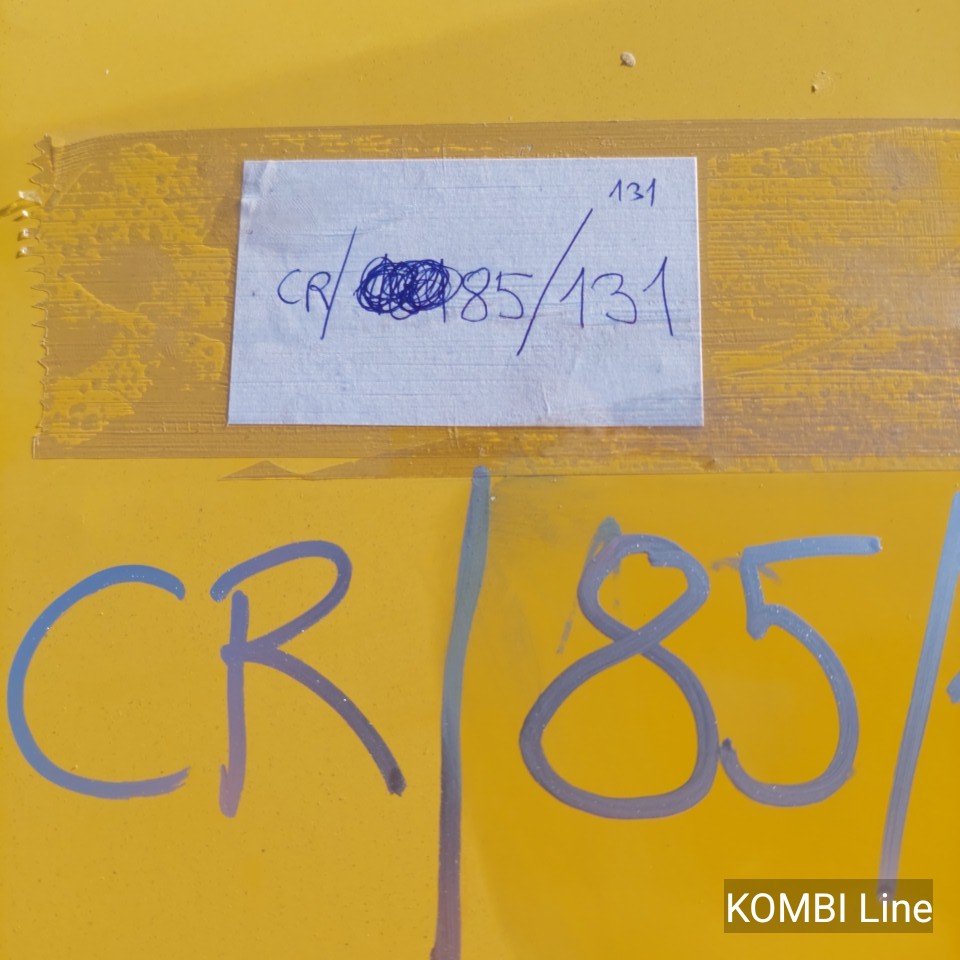 131
CR/85/131
CR/85/
KOMBI Line